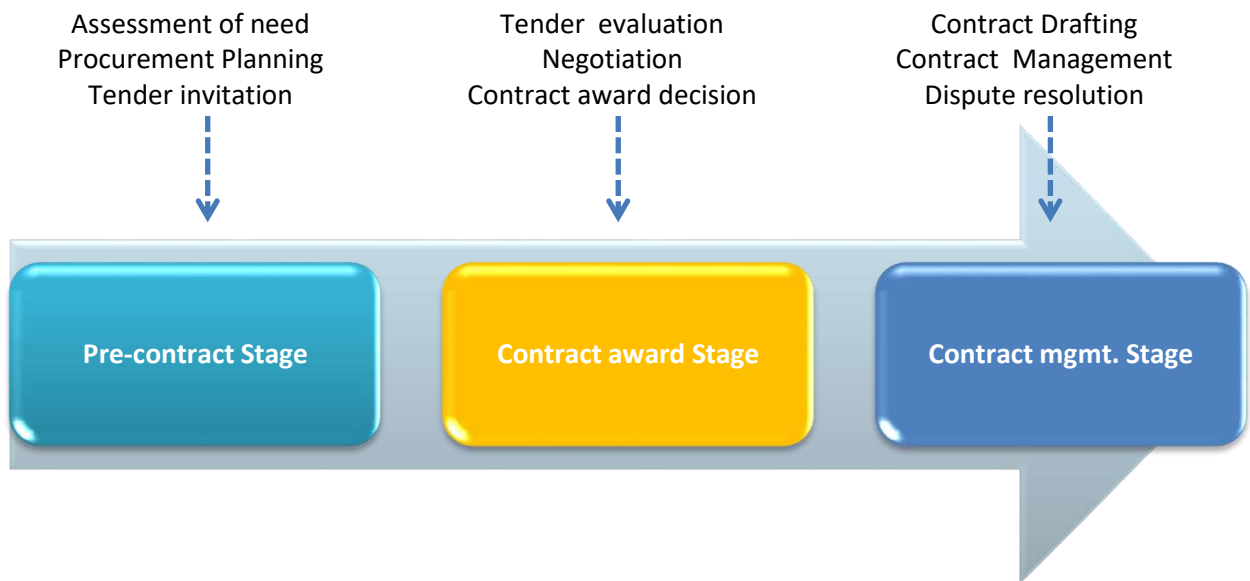 Assessment of need
Procurement Planning
Tender invitation
Tender evaluation
Negotiation
Contract award decision
Contract Drafting
Contract Management
Dispute resolution
Pre-contract Stage
Contract award Stage
Contract mgmt. Stage